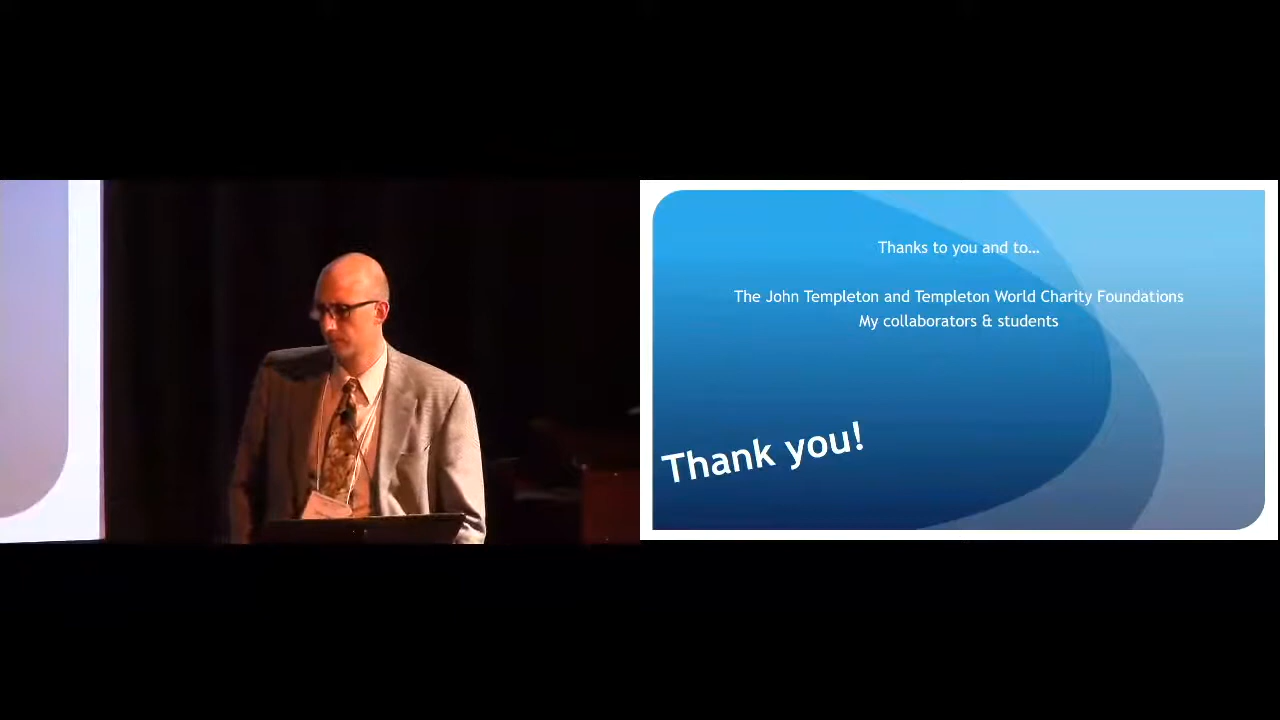 Thanks to you and to…
The John Templeton and Templeton World Charity Foundations
My collaborators & students
Thank you!